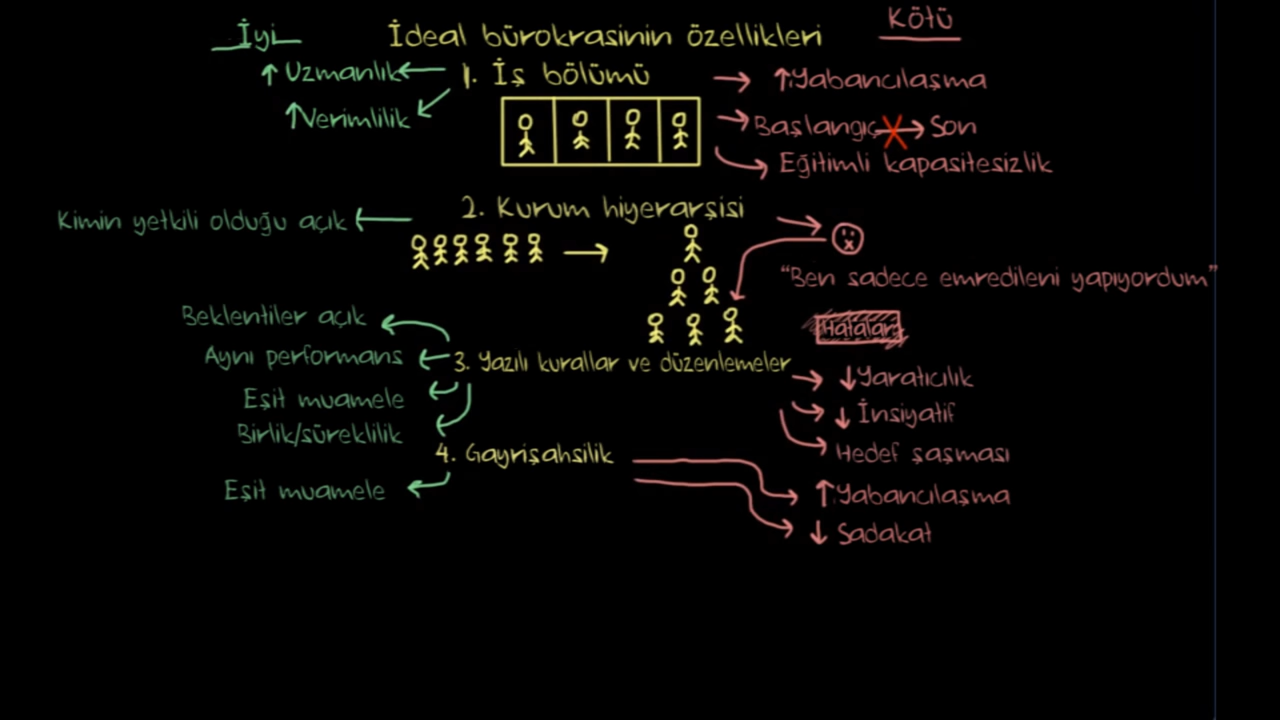 İyi İdeal bürokrasinin özellikleri Kötü
↑ Uzmanlık 1. İş bölümü ↑Yabancılaşma
↑Verimlilik Başlangıç Son
Eğitimli kapasitesizlik
Kimin yetkili olduğu açık 2. Kurum hiyerarşisi
"Ben sadece emredileni yapıyordum"
Beklentiler açık Hataları
Aynı performans 3. Yazılı kurallar ve düzenlemeler ↓Yaratıcılık
Eşit muamele ↓ İnsiyatif
Birlik/süreklilik 4. Gayrişahsilik Hedef şaşması
Eşit muamele ↑Yabancılaşma
↓ Sadakat